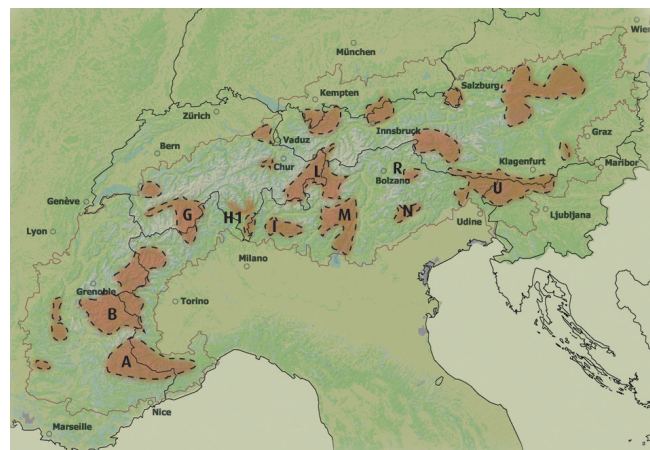 Wien
München
Salzburg
Kempten
Zürich
Innsbruck
Graz
Bern
Vaduz
Chur
Klagenfurt
Maribor
L
R
Bolzano
U
Genève
G
H1
M
N
Ljubljana
I
Udine
Lyon
Milano
Grenoble
Torino
B
A
Nice
Marseille